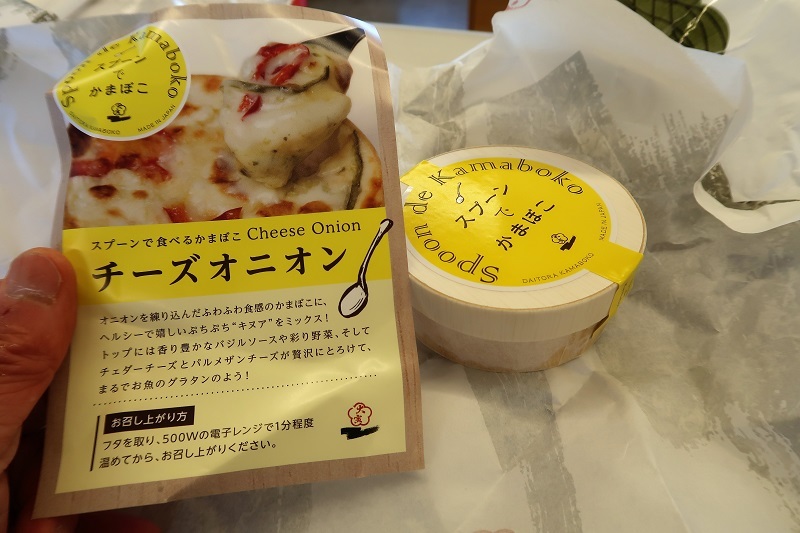 Spoon de Kamaboko
スプーン
で
かまぼこ
DAITORA KAMABOKO
MADE IN JAPAN
スプーンで食べるかまぼこ Cheese Onion
チーズオニオン
オニオンを練り込んだふわふわ食感のかまぼこに、
ヘルシーで嬉しいぷちぷち“キヌア”をミックス!
トップには香り豊かなバジルソースや彩り野菜、そして
チェダーチーズとパルメザンチーズが贅沢にとろけて、
まるでお魚のグラタンのよう!
お召し上がり方
フタを取り、500Wの電子レンジで1分程度
温めてから、お召し上がりください。
Spoon de Kamaboko
スプーン
で
かまぼこ
MADE IN JAPAN
DAITORA KAMABOKO